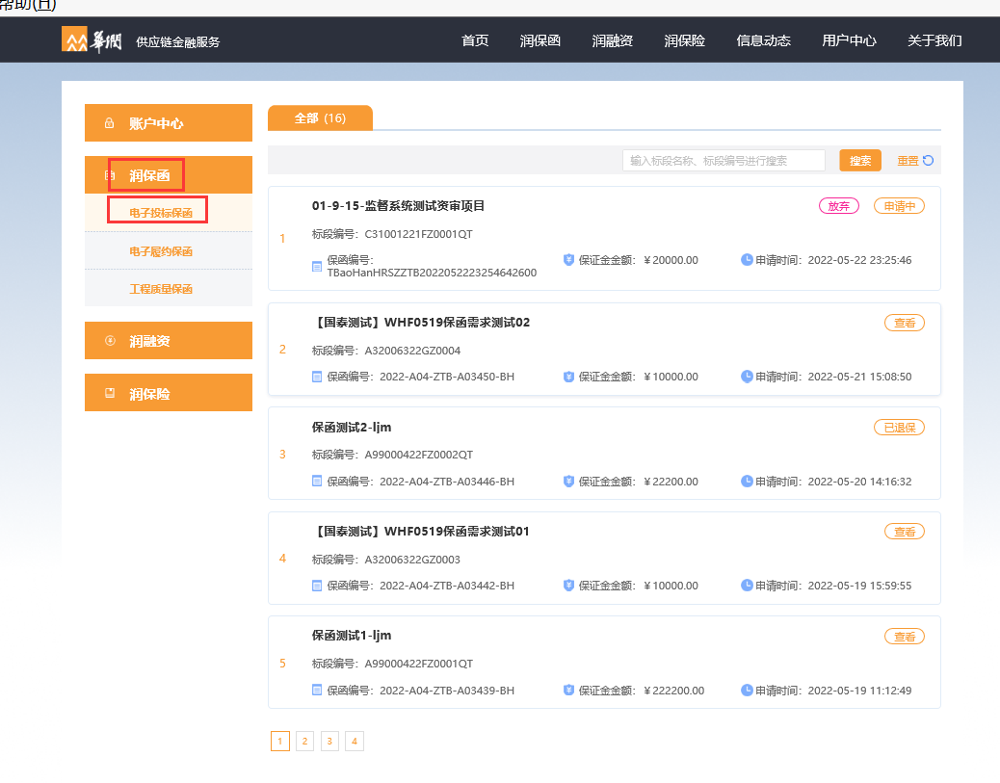 帮助(H)
華潤 供应链金融服务 首页 润保函 润融资 润保险 信息动态 用户中心 关于我们
账户中心
润保函
电子投标保函
电子履约保函
工程质量保函
润融资
润保险
全部 (16)
输入标段名称、标段编号进行搜索 搜索 重置
1
01-9-15-监督系统测试资审项目 放弃 申请中
标段编号：C31001221FZ0001QT
保函编号：
TBaoHanHRSZZTB2022052223254642600 保证金金额：￥20000.00 申请时间：2022-05-22 23:25:46
2
【国泰测试】WHF0519保函需求测试02 查看
标段编号：A32006322GZ0004
保函编号：2022-A04-ZTB-A03450-BH 保证金金额：￥10000.00 申请时间：2022-05-21 15:08:50
3
保函测试2-ljm 已退保
标段编号：A99000422FZ0002QT
保函编号：2022-A04-ZTB-A03446-BH 保证金金额：￥22200.00 申请时间：2022-05-20 14:16:32
4
【国泰测试】WHF0519保函需求测试01 查看
标段编号：A32006322GZ0003
保函编号：2022-A04-ZTB-A03442-BH 保证金金额：￥10000.00 申请时间：2022-05-19 15:59:55
5
保函测试1-ljm 查看
标段编号：A99000422FZ0001QT
保函编号：2022-A04-ZTB-A03439-BH 保证金金额：￥222200.00 申请时间：2022-05-19 11:12:49
1 2 3 4